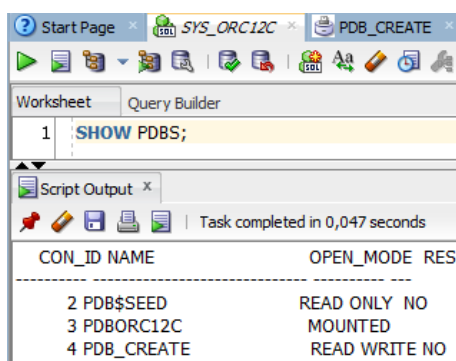 Start Page × SYS_ORC12C × PDB_CREATE ×
Worksheet Query Builder
1 SHOW PDBS;
Script Output ×
Task completed in 0,047 seconds
CON_ID NAME OPEN_MODE RES
---------- ------------------------------ ---------- ---
2 PDB$SEED READ ONLY NO
3 PDBORC12C MOUNTED
4 PDB_CREATE READ WRITE NO